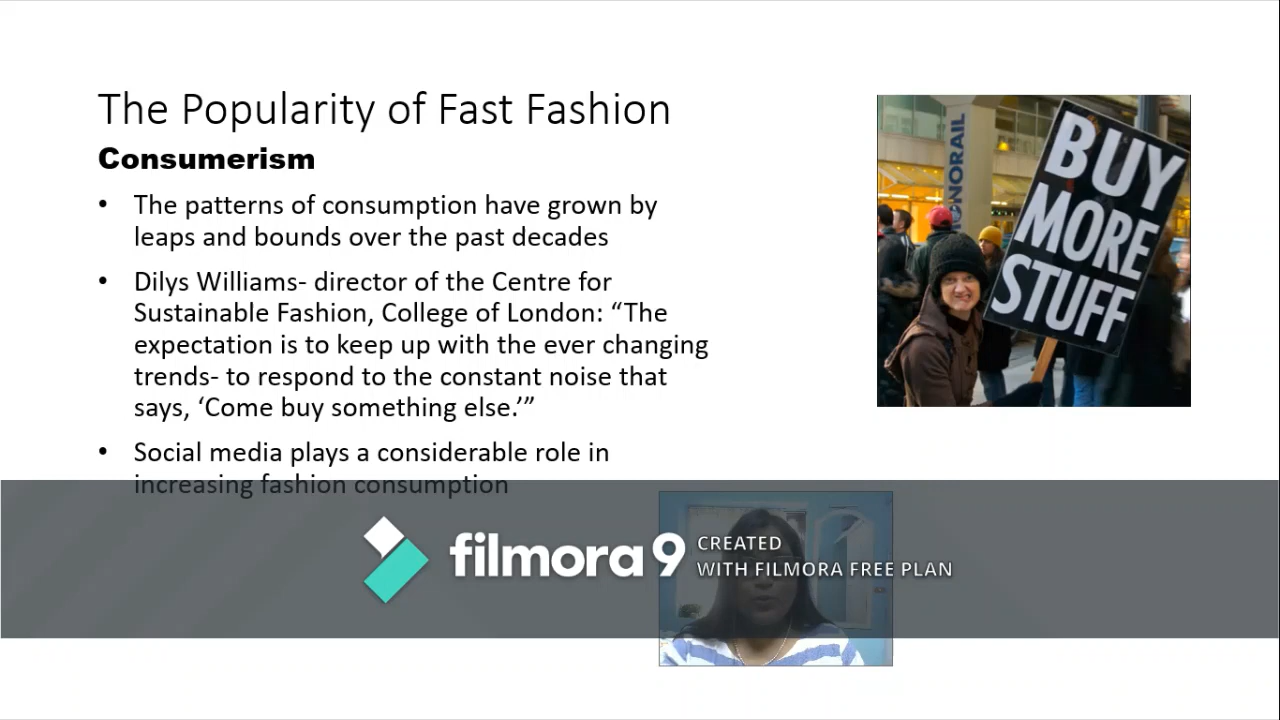 The Popularity of Fast Fashion
Consumerism
• The patterns of consumption have grown by
leaps and bounds over the past decades
• Dilys Williams- director of the Centre for
Sustainable Fashion, College of London: “The
expectation is to keep up with the ever changing
trends- to respond to the constant noise that
says, ‘Come buy something else.’”
• Social media plays a considerable role in
increasing fashion consumption
MONORAIL
BUY
MORE
STUFF
filmora9
CREATED
WITH FILMORA FREE PLAN